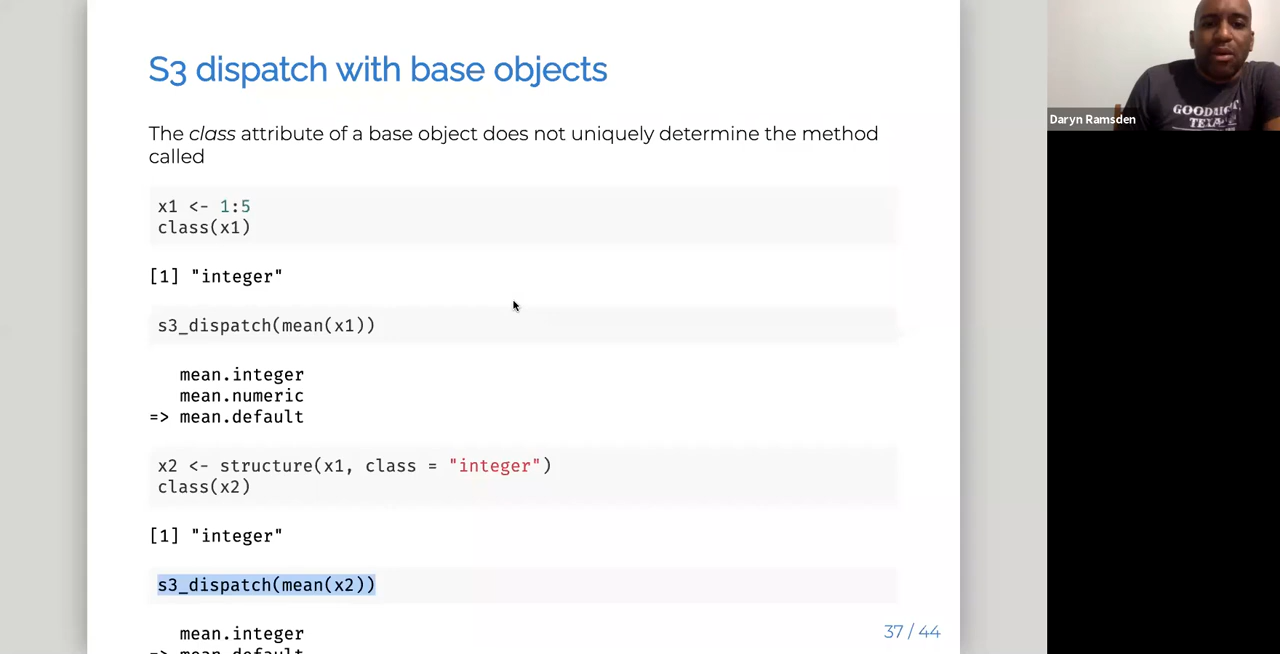 S3 dispatch with base objects
The class attribute of a base object does not uniquely determine the method
called
x1 <- 1:5
class(x1)
[1] "integer"
s3_dispatch(mean(x1))
mean.integer
mean.numeric
=> mean.default
x2 <- structure(x1, class = "integer")
class(x2)
[1] "integer"
s3_dispatch(mean(x2))
mean.integer
=> mean.default
37 / 44
Daryn Ramsden